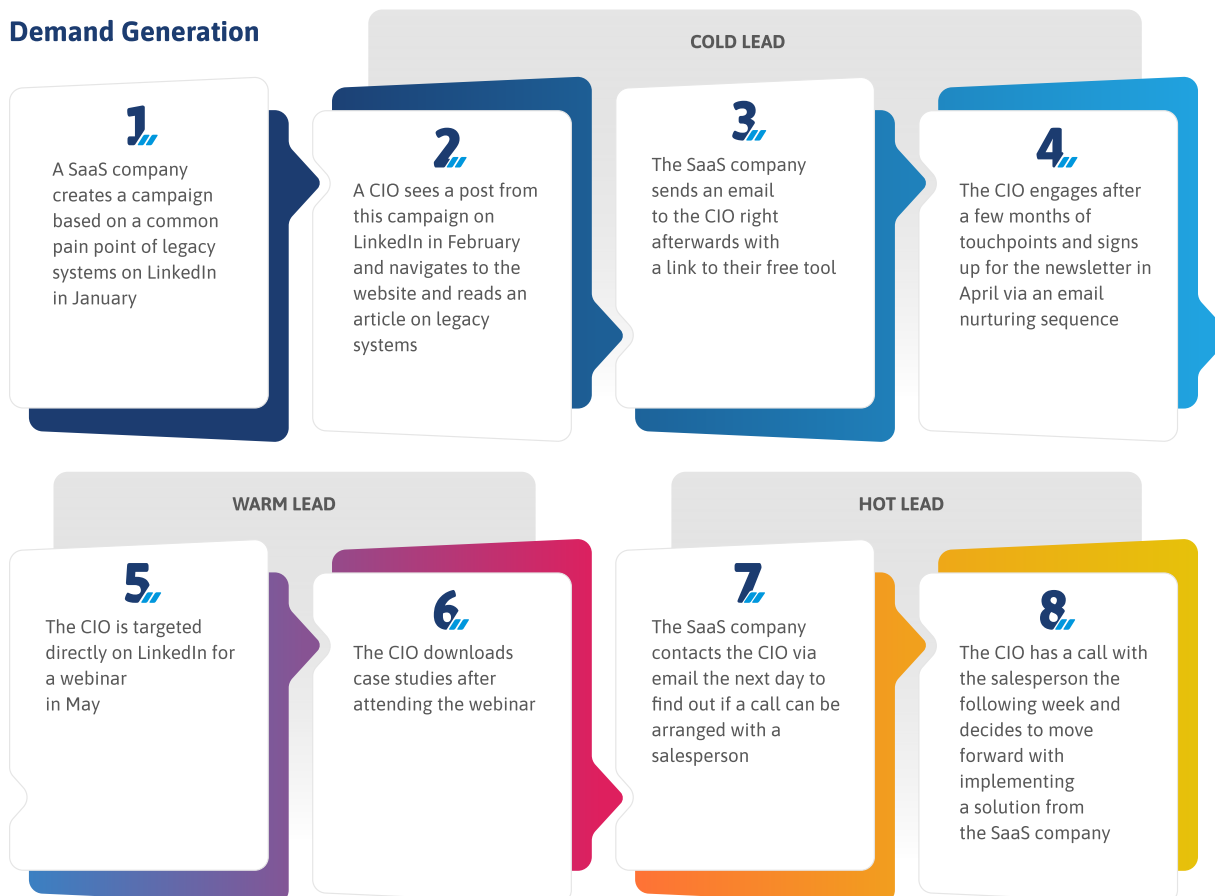 Demand Generation
COLD LEAD
1
A SaaS company
creates a campaign
based on a common
pain point of legacy
systems on LinkedIn
in January
2
A CIO sees a post from
this campaign on
LinkedIn in February
and navigates to the
website and reads an
article on legacy
systems
3
The SaaS company
sends an email
to the CIO right
afterwards with
a link to their free tool
4
The CIO engages after
a few months of
touchpoints and signs
up for the newsletter in
April via an email
nurturing sequence
WARM LEAD
5
The CIO is targeted
directly on LinkedIn for
a webinar
in May
6
The CIO downloads
case studies after
attending the webinar
HOT LEAD
7
The SaaS company
contacts the CIO via
email the next day to
find out if a call can be
arranged with a
salesperson
8
The CIO has a call with
the salesperson the
following week and
decides to move
forward with
implementing
a solution from
the SaaS company